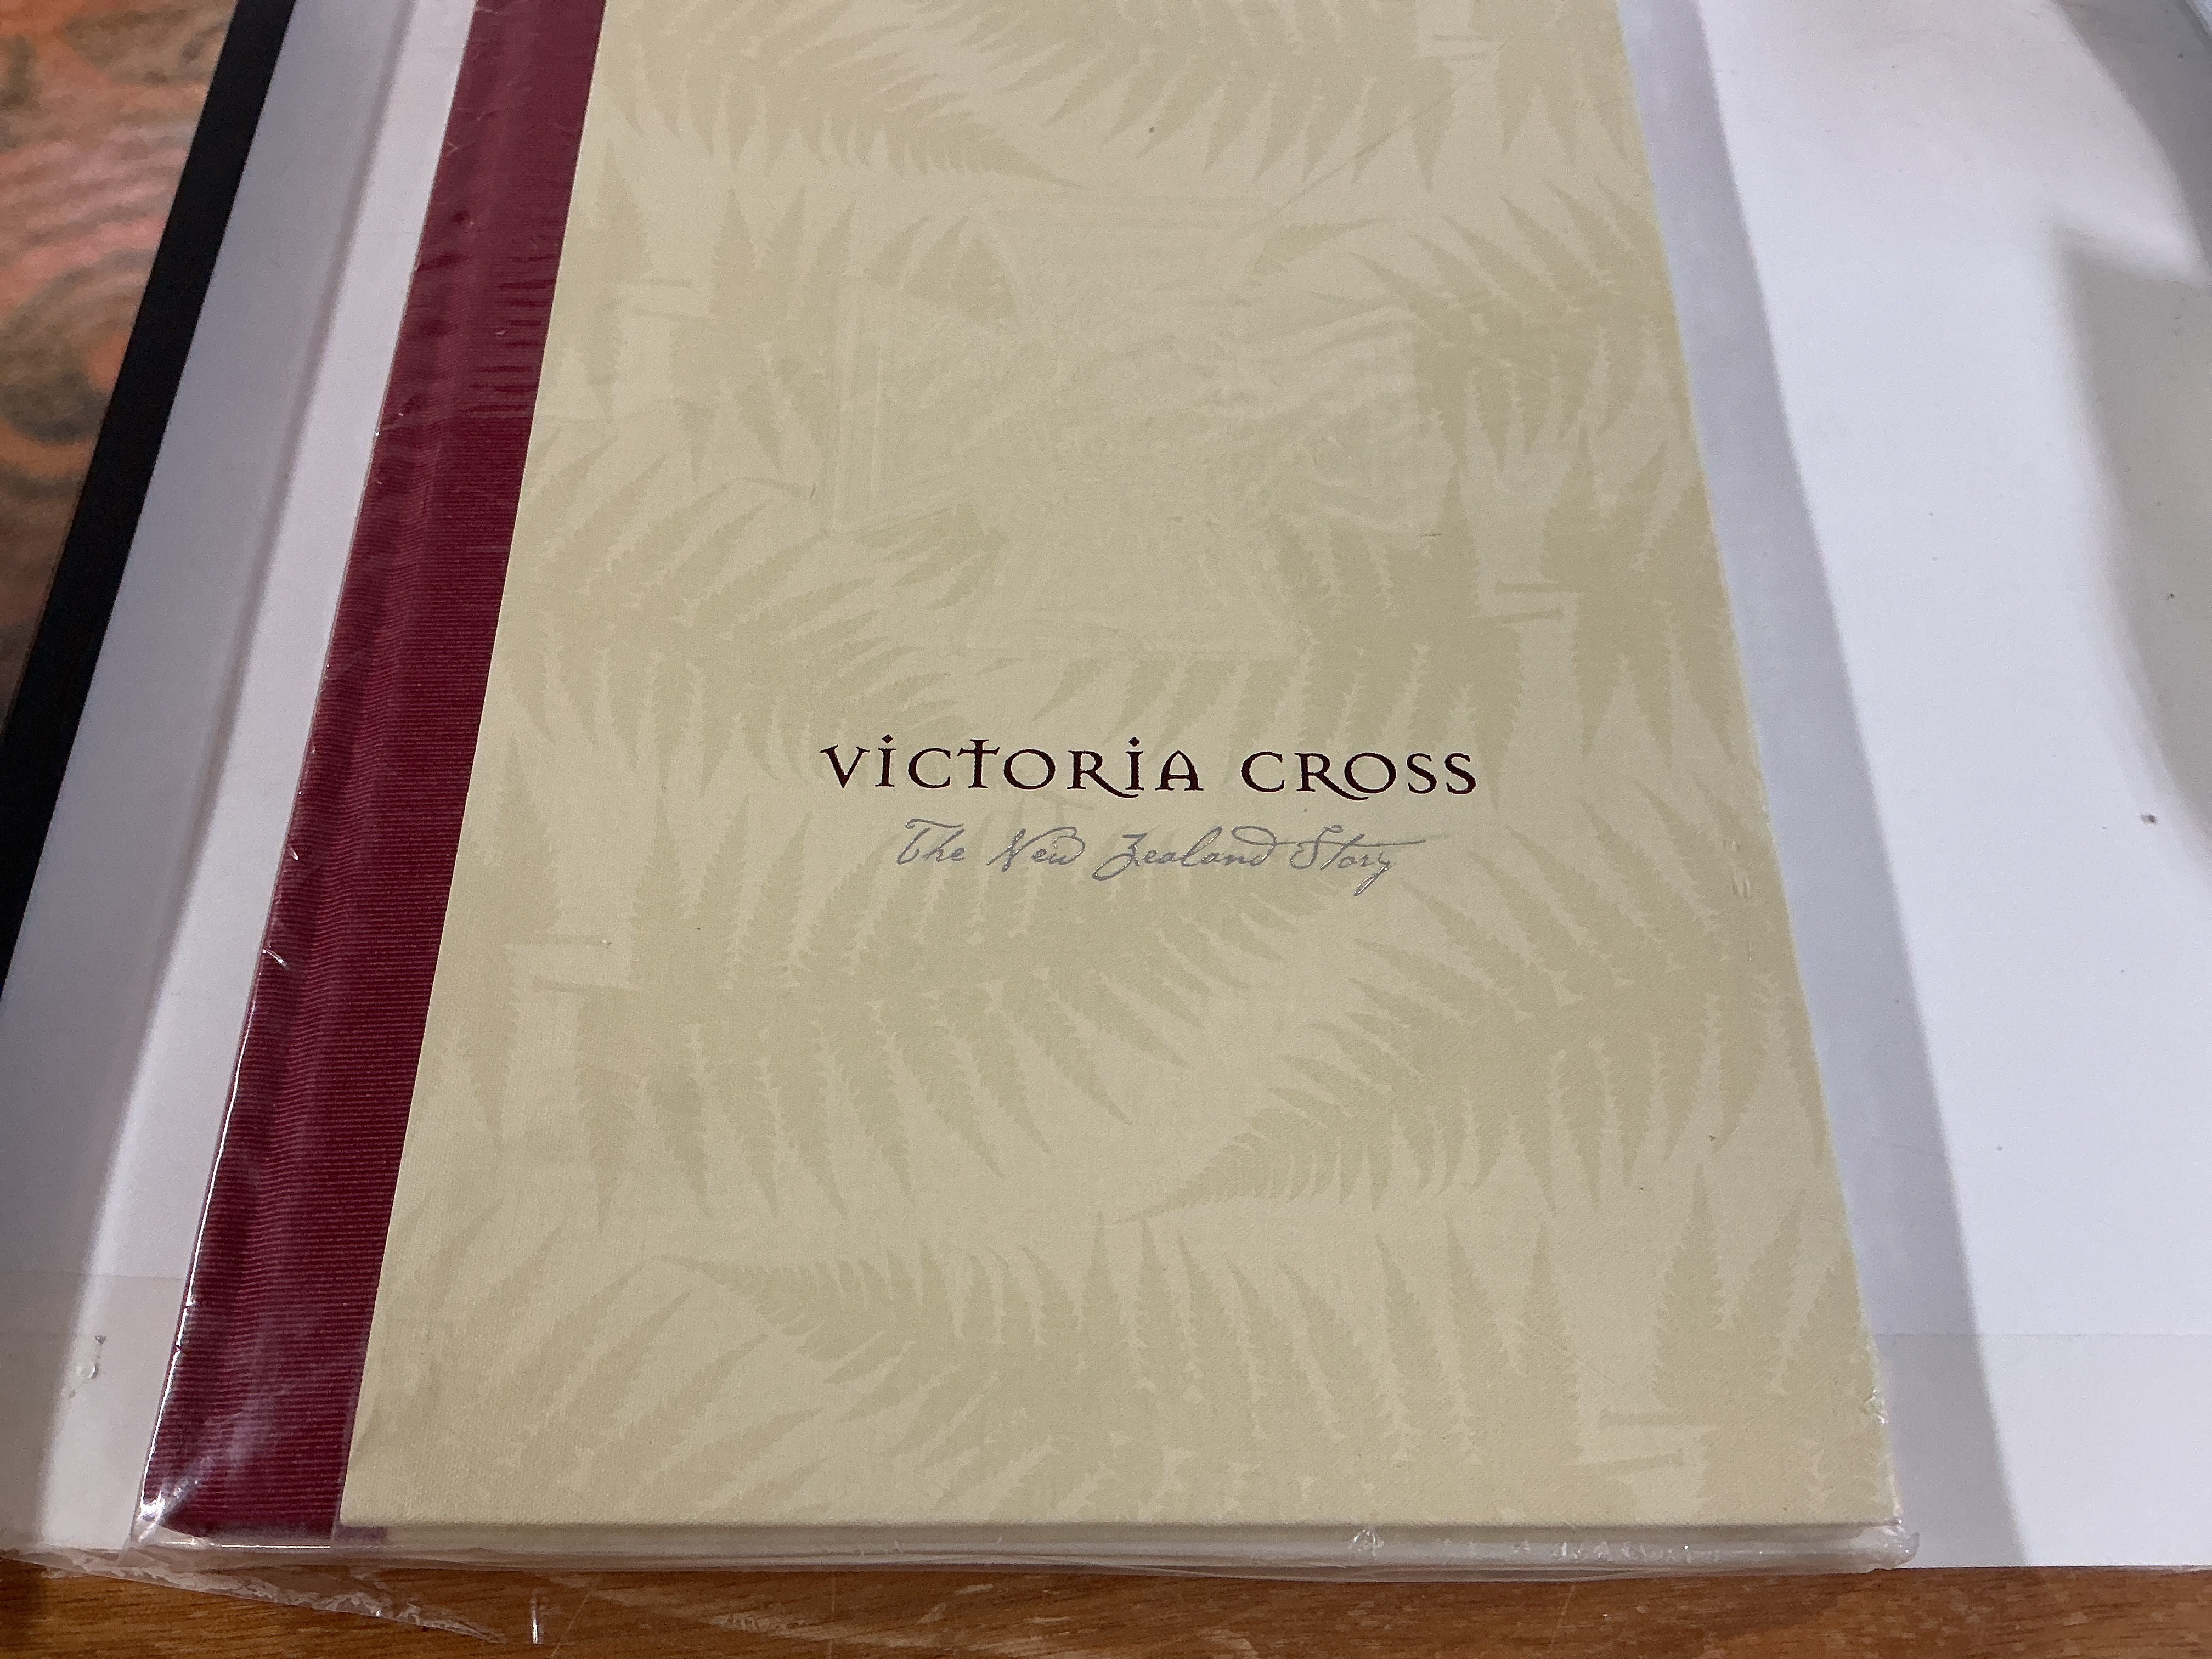 VICTORIA CROSS
The New Zealand Story